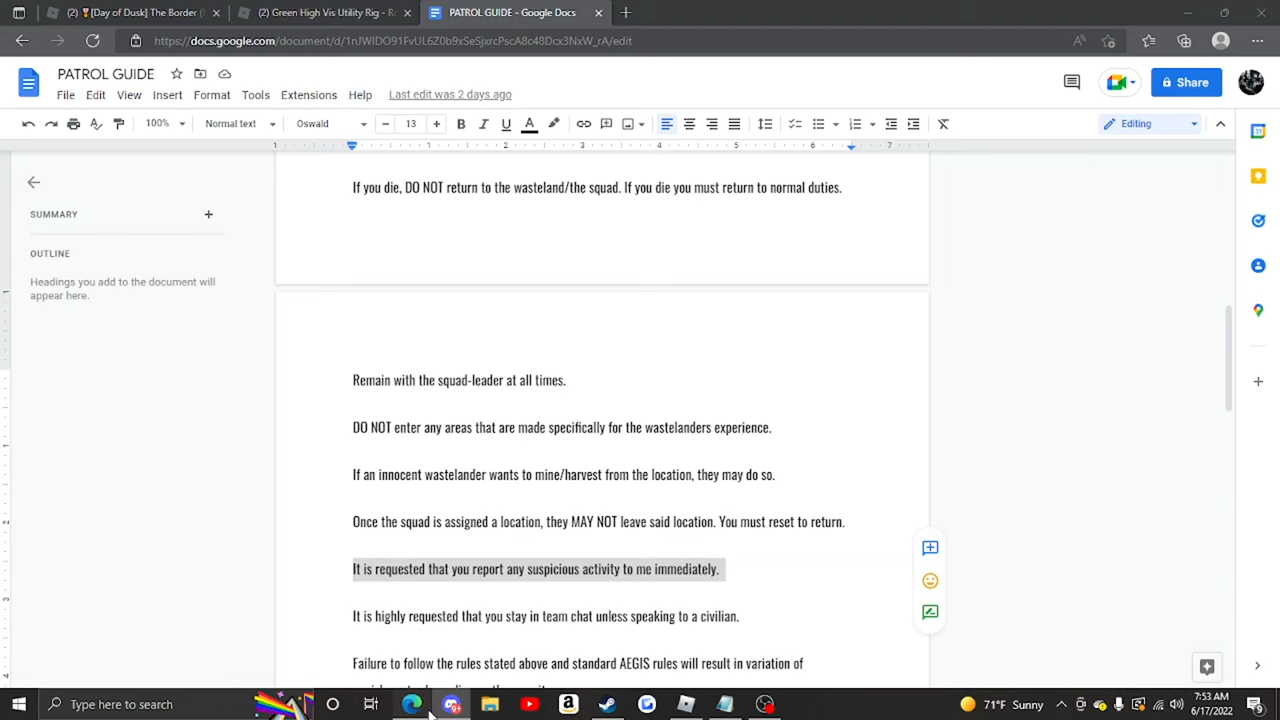 (2) [Day of Dusk] The Border (
(2) Green High Vis Utility Rig - R
PATROL GUIDE - Google Docs
https://docs.google.com/document/d/1nJWIDO91FvUL6Z0b9xSeSjxrcPscA8c48Dcx3NxW_rA/edit
PATROL GUIDE
Share
File Edit View Insert Format Tools Extensions Help Last edit was 2 days ago
100% Normal text Oswald 13 Editing
1 1 2 3 4 5 6 7
If you die, DO NOT return to the wasteland/the squad. If you die you must return to normal duties.
SUMMARY
OUTLINE
Headings you add to the document will
appear here.
Remain with the squad-leader at all times.
DO NOT enter any areas that are made specifically for the wastelanders experience.
If an innocent wastelander wants to mine/harvest from the location, they may do so.
Once the squad is assigned a location, they MAY NOT leave said location. You must reset to return.
It is requested that you report any suspicious activity to me immediately.
It is highly requested that you stay in team chat unless speaking to a civilian.
Failure to follow the rules stated above and standard AEGIS rules will result in variation of
Type here to search
71°F Sunny
7:53 AM
6/17/2022